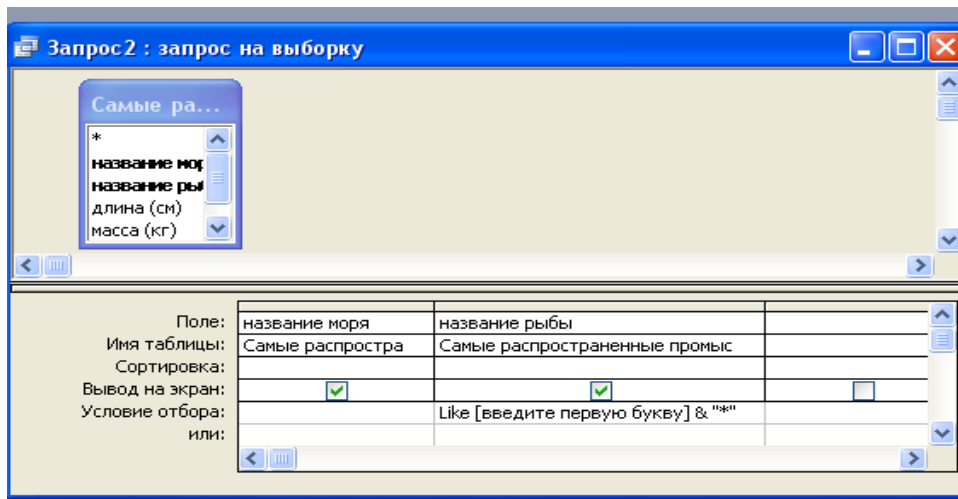 Запрос2 : запрос на выборку
Самые ра...
*
название мор
название рыб
длина (см)
масса (кг)
Поле: название моря название рыбы
Имя таблицы: Самые распростра Самые распространенные промыс
Сортировка:
Вывод на экран:
Условие отбора: Like [введите первую букву] & "*"
или: